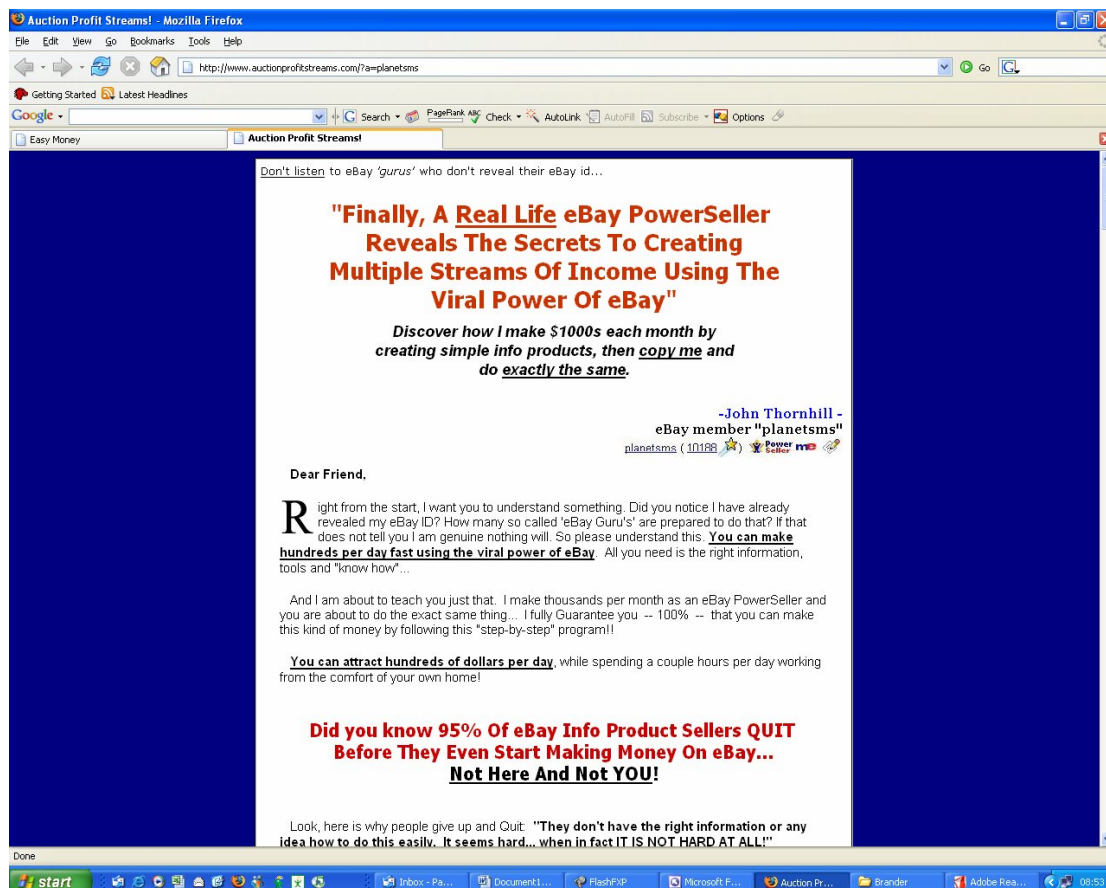 Auction Profit Streams! - Mozilla Firefox
File Edit View Go Bookmarks Tools Help
http://www.auctionprofitstreams.com/?a=planetsms Go G
Getting Started Latest Headlines
Google Search PageRank ABC Check AutoLink AutoFill Subscribe Options
Easy Money Auction Profit Streams!
Don't listen to eBay 'gurus' who don't reveal their eBay id...
"Finally, A Real Life eBay PowerSeller
Reveals The Secrets To Creating
Multiple Streams Of Income Using The
Viral Power Of eBay"
Discover how I make $1000s each month by
creating simple info products, then copy me and
do exactly the same.
-John Thornhill -
eBay member "planetsms"
planetsms ( 10188 ) Power Seller me
Dear Friend,
Right from the start, I want you to understand something. Did you notice I have already
revealed my eBay ID? How many so called 'eBay Guru's' are prepared to do that? If that
does not tell you I am genuine nothing will. So please understand this. You can make
hundreds per day fast using the viral power of eBay. All you need is the right information,
tools and "know how"...
And I am about to teach you just that. I make thousands per month as an eBay PowerSeller and
you are about to do the exact same thing... I fully Guarantee you -- 100% -- that you can make
this kind of money by following this "step-by-step" program!!
You can attract hundreds of dollars per day, while spending a couple hours per day working
from the comfort of your own home!
Did you know 95% Of eBay Info Product Sellers QUIT
Before They Even Start Making Money On eBay...
Not Here And Not YOU!
Look, here is why people give up and Quit: "They don't have the right information or any
idea how to do this easily. It seems hard... when in fact IT IS NOT HARD AT ALL!"
Done
start Inbox - Pa... Document1... FlashFXP Microsoft F... Auction Pr... Brander Adobe Rea... 08:53